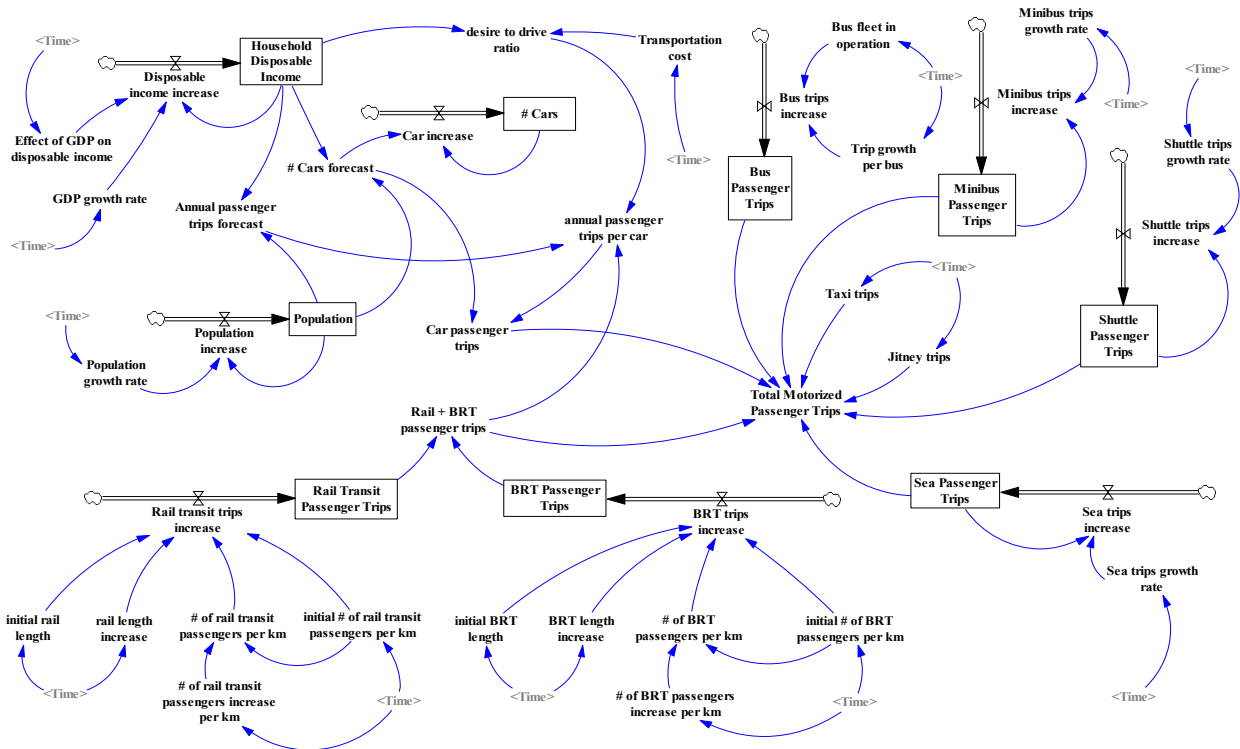 <Time>
Household
Disposable
Income
Disposable
income increase
desire to drive
ratio
Transportation
cost
Bus fleet in
operation
Minibus trips
growth rate
<Time>
Bus trips
increase
Minibus trips
increase
<Time>
<Time>
Effect of GDP on
disposable income
# Cars
Car increase
# Cars forecast
<Time>
Trip growth
per bus
Shuttle trips
growth rate
GDP growth rate
Annual passenger
trips forecast
annual passenger
trips per car
Bus
Passenger
Trips
Minibus
Passenger
Trips
Shuttle trips
increase
<Time>
<Time>
Taxi trips
<Time>
Population
Population
increase
Car passenger
trips
Jitney trips
Shuttle
Passenger
Trips
Population
growth rate
Total Motorized
Passenger Trips
Rail + BRT
passenger trips
Rail Transit
Passenger Trips
BRT Passenger
Trips
Sea Passenger
Trips
Rail transit trips
increase
BRT trips
increase
Sea trips
increase
Sea trips growth
rate
initial rail
length
rail length
increase
# of rail transit
passengers per km
initial # of rail transit
passengers per km
initial BRT
length
BRT length
increase
# of BRT
passengers per km
initial # of BRT
passengers per km
<Time>
# of rail transit
passengers increase
per km
<Time>
<Time>
# of BRT passengers
increase per km
<Time>
<Time>